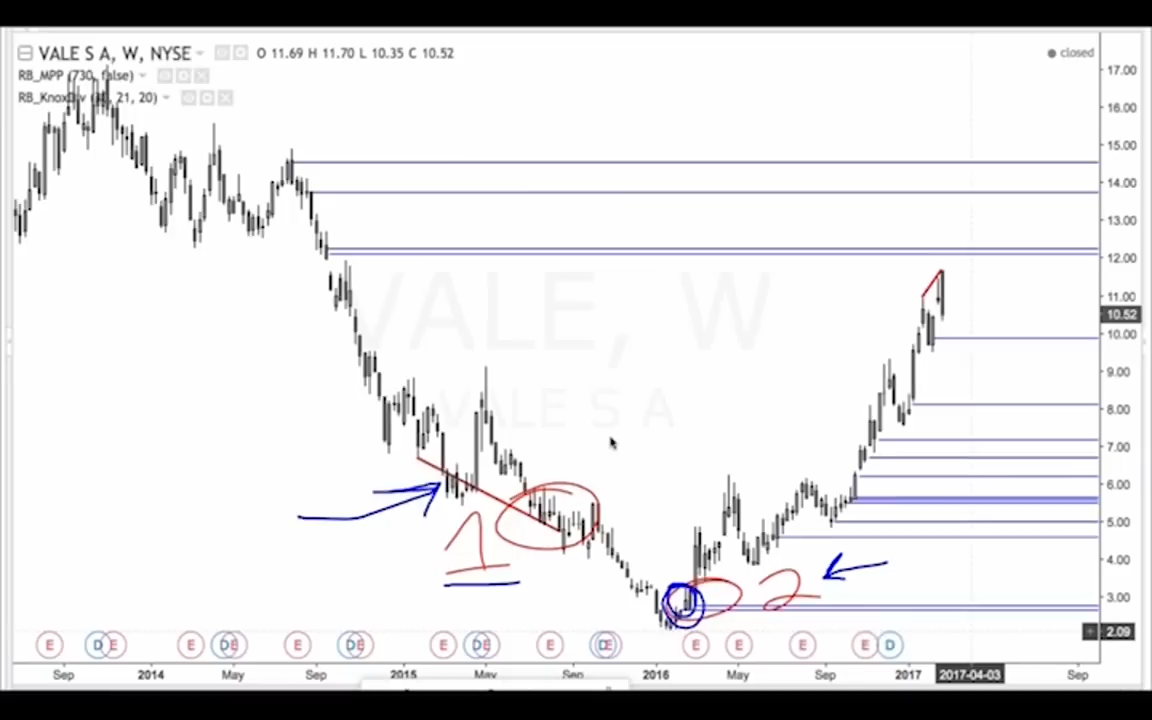 VALE S A, W, NYSE O 11.69 H 11.70 L 10.35 C 10.52
closed
RB_MPP (730, false)
17.00
16.00
15.00
14.00
13.00
12.00
11.00
10.52
10.00
9.00
8.00
7.00
6.00
5.00
4.00
3.00
2.09
VALE, W
VALE S A
1
2
E D E E D E E D E E D E E D E E E E E D
Sep 2014 May Sep 2015 May Sep 2016 May Sep 2017 2017-04-03 Sep